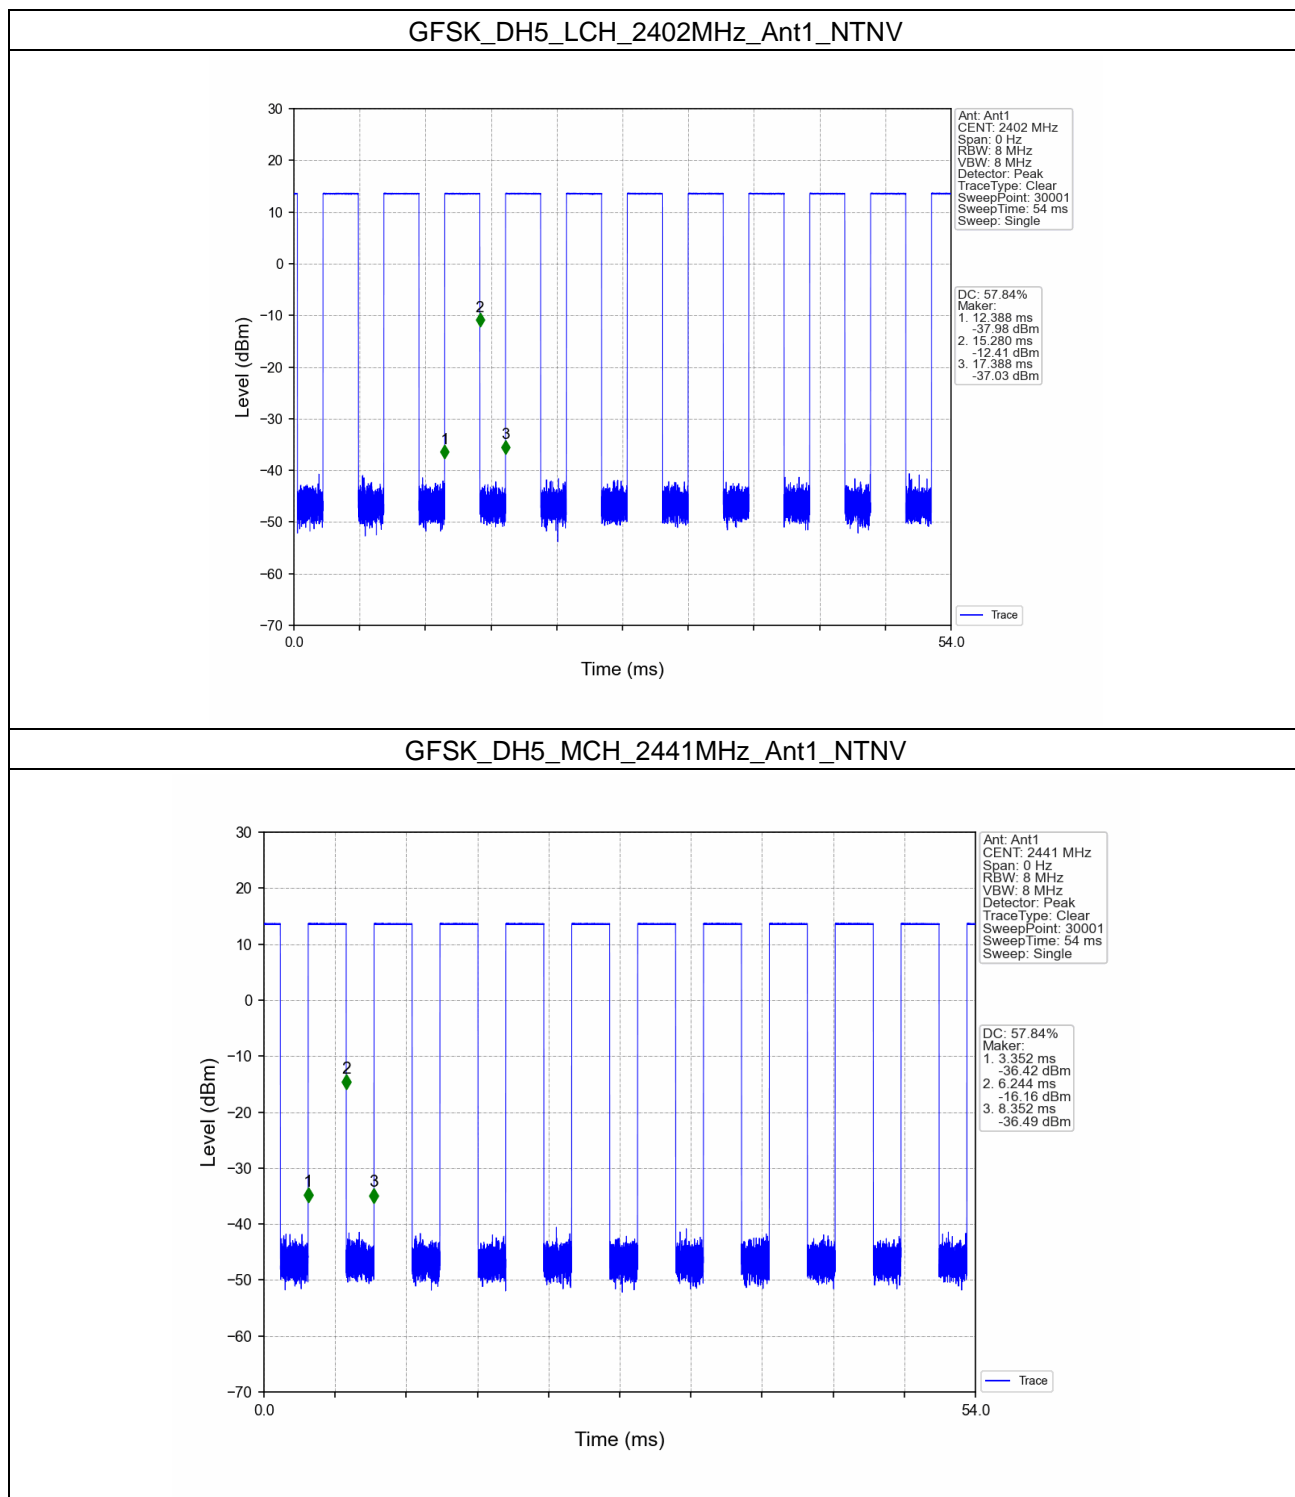 GFSK_DH5_LCH_2402MHz_Ant1_NTNV
30
20
10
0
−10
−20
−30
−40
−50
−60
−70
Level (dBm)
0.0
54.0
Time (ms)
1
2
3
Ant: Ant1
CENT: 2402 MHz
Span: 0 Hz
RBW: 8 MHz
VBW: 8 MHz
Detector: Peak
TraceType: Clear
SweepPoint: 30001
SweepTime: 54 ms
Sweep: Single
DC: 57.84%
Maker:
1. 12.388 ms
-37.98 dBm
2. 15.280 ms
-12.41 dBm
3. 17.388 ms
-37.03 dBm
Trace
GFSK_DH5_MCH_2441MHz_Ant1_NTNV
30
20
10
0
−10
−20
−30
−40
−50
−60
−70
Level (dBm)
0.0
54.0
Time (ms)
1
2
3
Ant: Ant1
CENT: 2441 MHz
Span: 0 Hz
RBW: 8 MHz
VBW: 8 MHz
Detector: Peak
TraceType: Clear
SweepPoint: 30001
SweepTime: 54 ms
Sweep: Single
DC: 57.84%
Maker:
1. 3.352 ms
-36.42 dBm
2. 6.244 ms
-16.16 dBm
3. 8.352 ms
-36.49 dBm
Trace